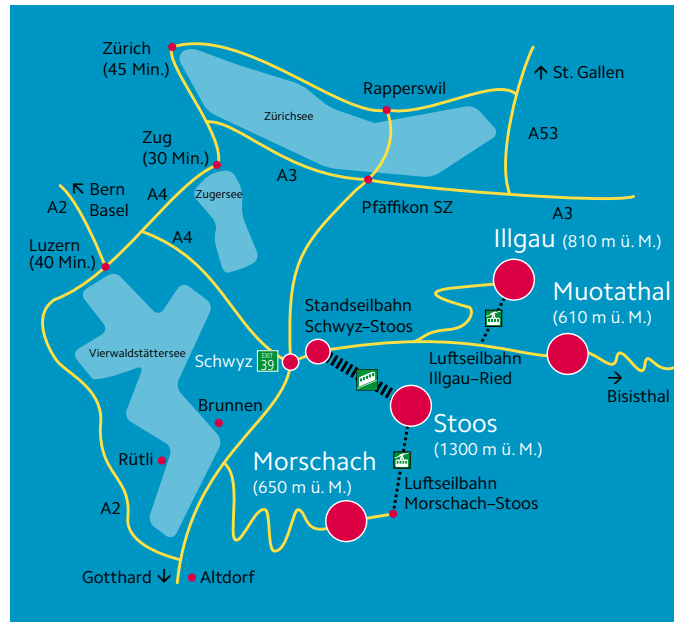 Zürich
(45 Min.)
Rapperswil
↑ St. Gallen
Zürichsee
A53
Zug
(30 Min.)
A3
Zugersee
Pfäffikon SZ
A3
↖ Bern
Basel
A2
A4
A4
Luzern
(40 Min.)
Illgau (810 m ü. M.)
Muotathal
(610 m ü. M.)
Standseilbahn
Schwyz–Stoos
Vierwaldstättersee
Schwyz
EXIT
39
Luftseilbahn
Illgau–Ried
→
Bisisthal
Brunnen
Stoos
(1300 m ü. M.)
Rütli
Morschach
(650 m ü. M.)
Luftseilbahn
Morschach–Stoos
A2
Gotthard ↓
Altdorf